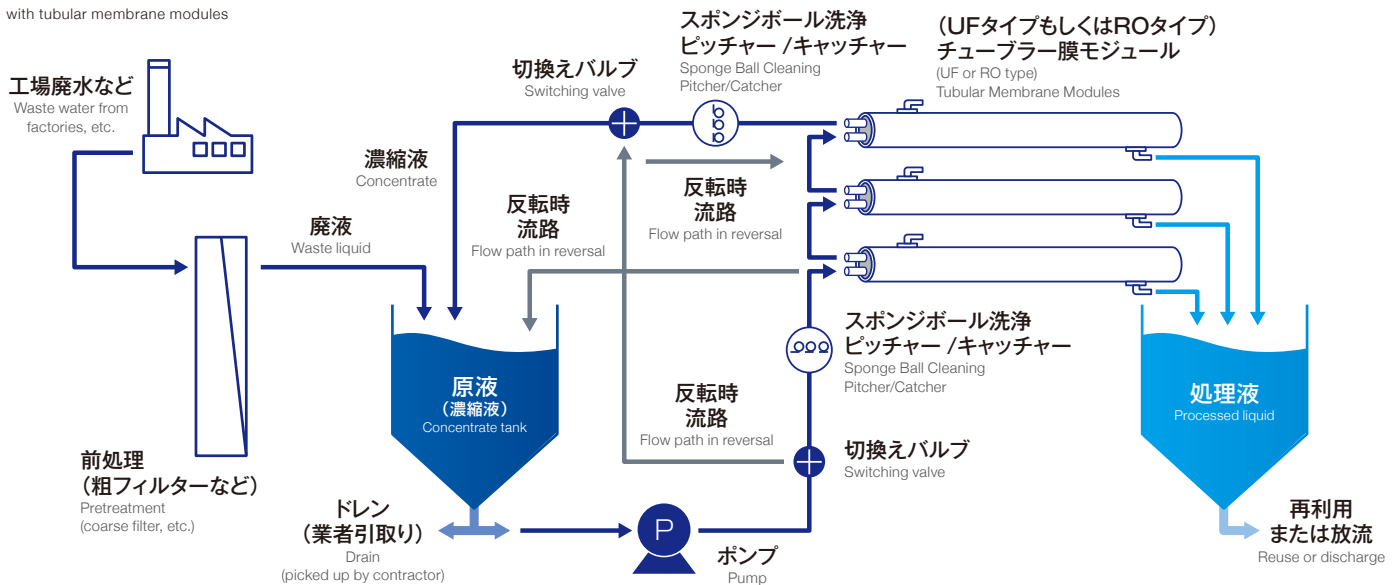 with tubular membrane modules
工場廃水など
Waste water from
factories, etc.
前処理
(粗フィルターなど)
Pretreatment
(coarse filter, etc.)
廃液
Waste liquid
濃縮液
Concentrate
切換えバルブ
Switching valve
スポンジボール洗浄
ピッチャー /キャッチャー
Sponge Ball Cleaning
Pitcher/Catcher
(UFタイプもしくはROタイプ)
チューブラー膜モジュール
(UF or RO type)
Tubular Membrane Modules
反転時
流路
Flow path in reversal
反転時
流路
Flow path in reversal
原液
(濃縮液)
Concentrate tank
反転時
流路
Flow path in reversal
スポンジボール洗浄
ピッチャー /キャッチャー
Sponge Ball Cleaning
Pitcher/Catcher
切換えバルブ
Switching valve
処理液
Processed liquid
ドレン
(業者引取り)
Drain
(picked up by contractor)
P
ポンプ
Pump
再利用
または放流
Reuse or discharge